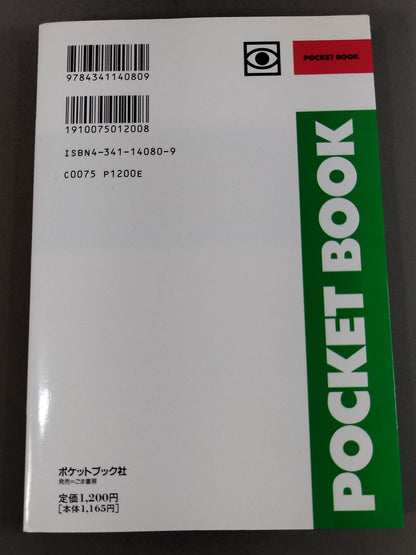 POCKET BOOK
9784341140809
1910075012008
ISBN4-341-14080-9
C0075 P1200E
POCKET BOOK
ポケットブック社
発売=ごま書房
定価1,200円
[本体1,165円]